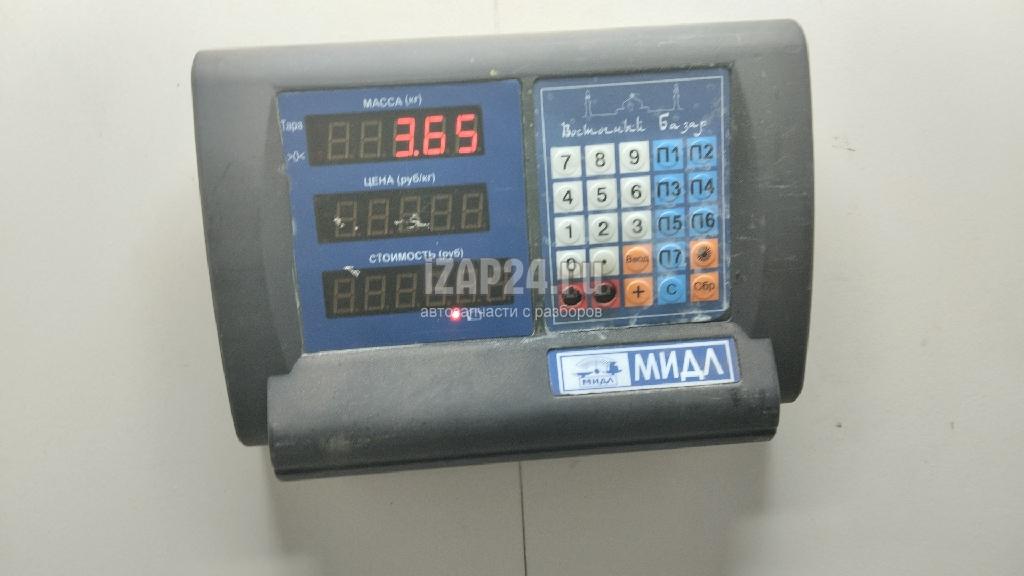 МАССА (кг)
Тара
3.65
>0<
ЦЕНА (руб/кг)
СТОИМОСТЬ (руб)
Восточный Базар
7 8 9 П1 П2
4 5 6 П3 П4
1 2 3 П5 П6
0 . Ввод П7
+ С Сбр
МИДЛ
МИДЛ
IZAP24.ru
автозапчасти с разборов